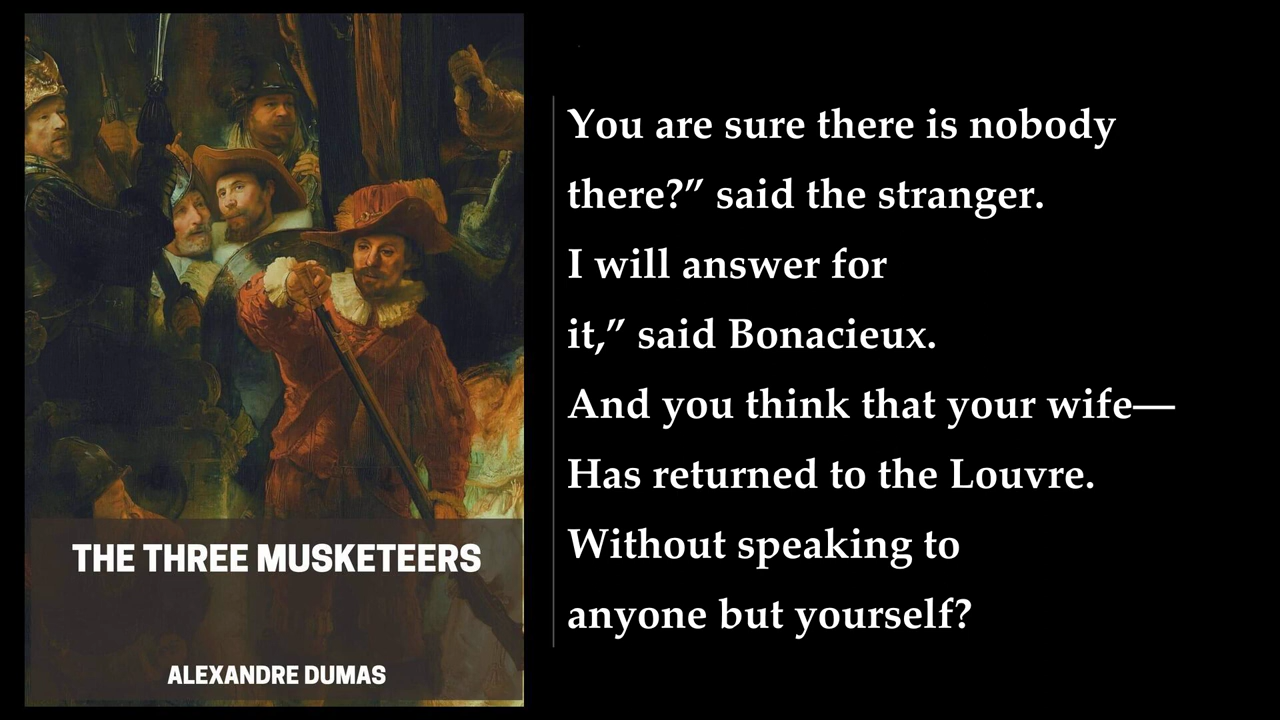 THE THREE MUSKETEERS
ALEXANDRE DUMAS
You are sure there is nobody
there?” said the stranger.
I will answer for
it,” said Bonacieux.
And you think that your wife—
Has returned to the Louvre.
Without speaking to
anyone but yourself?